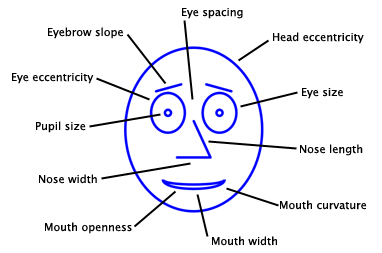 Eye spacing
Eyebrow slope
Head eccentricity
Eye eccentricity
Eye size
Pupil size
Nose length
Nose width
Mouth curvature
Mouth openness
Mouth width